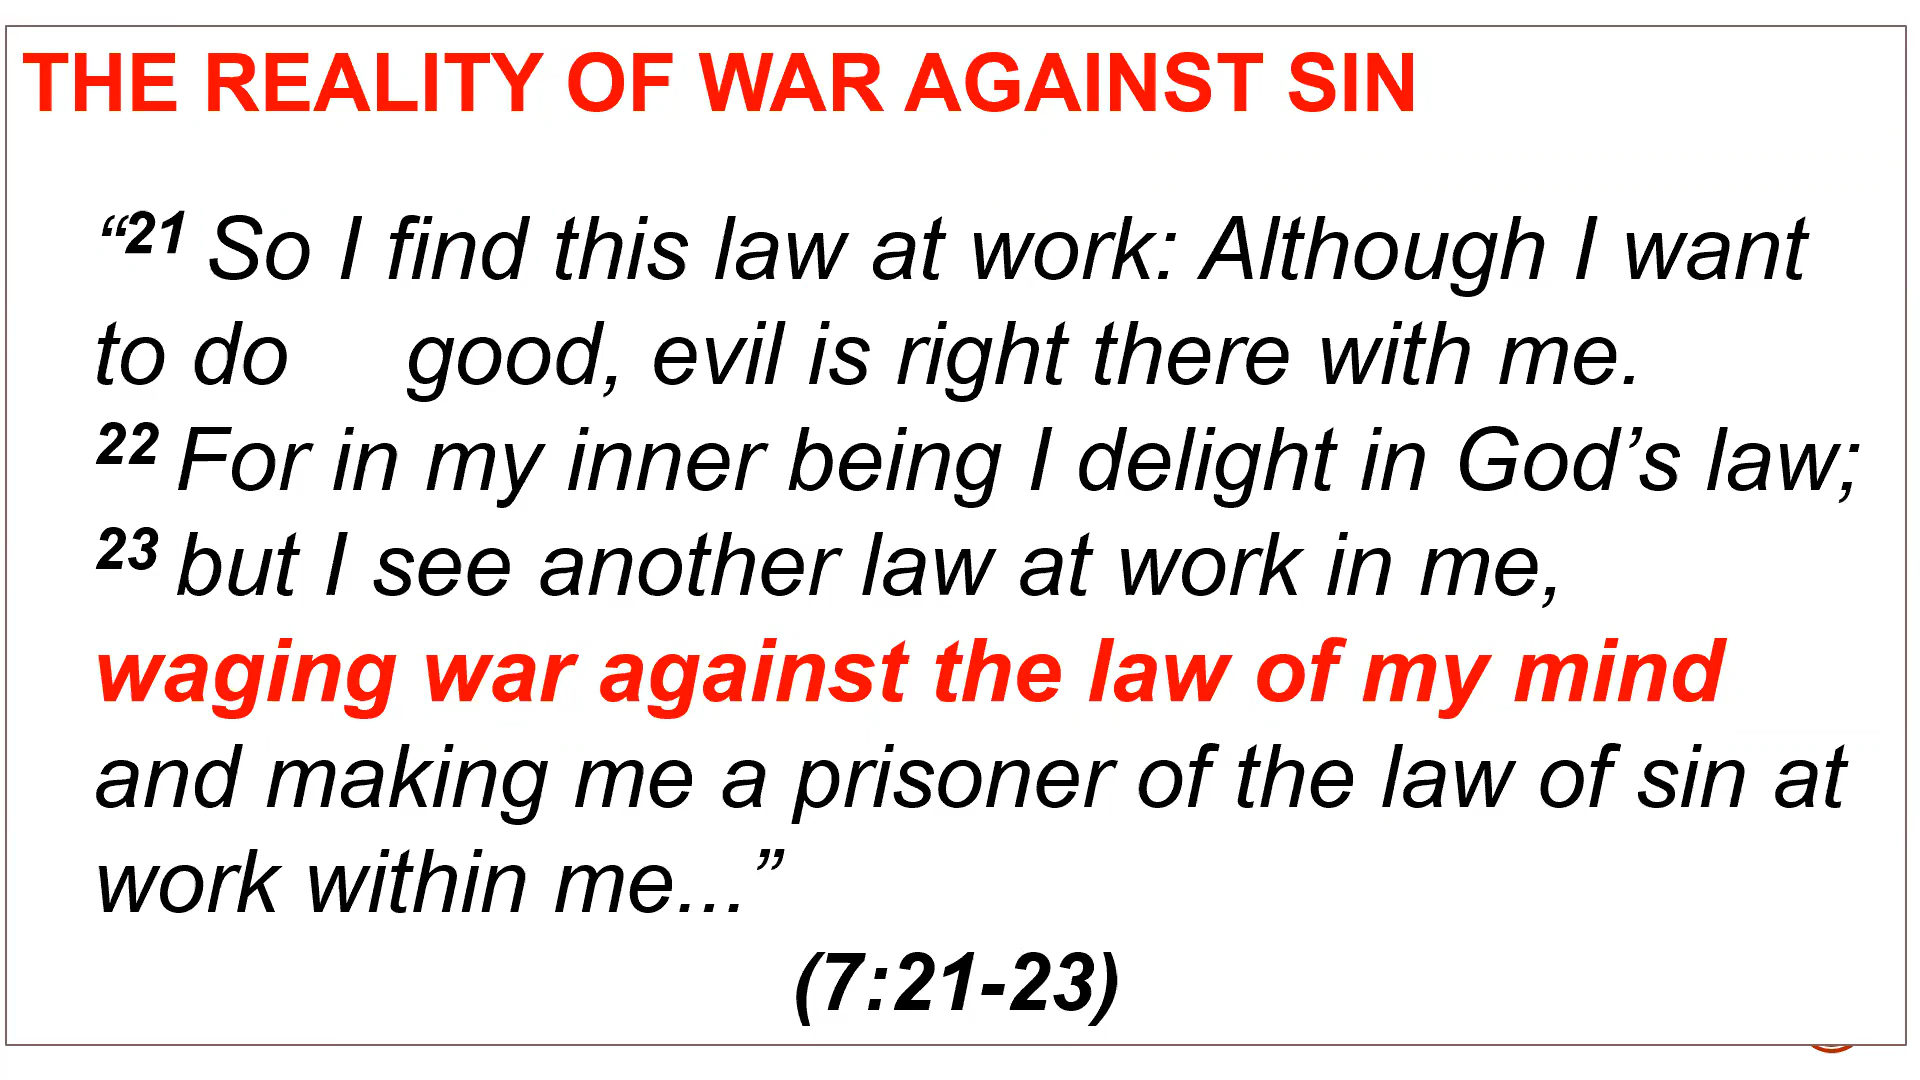 THE REALITY OF WAR AGAINST SIN
“21 So I find this law at work: Although I want
to do good, evil is right there with me.
22 For in my inner being I delight in God’s law;
23 but I see another law at work in me,
waging war against the law of my mind
and making me a prisoner of the law of sin at
work within me...”
(7:21-23)